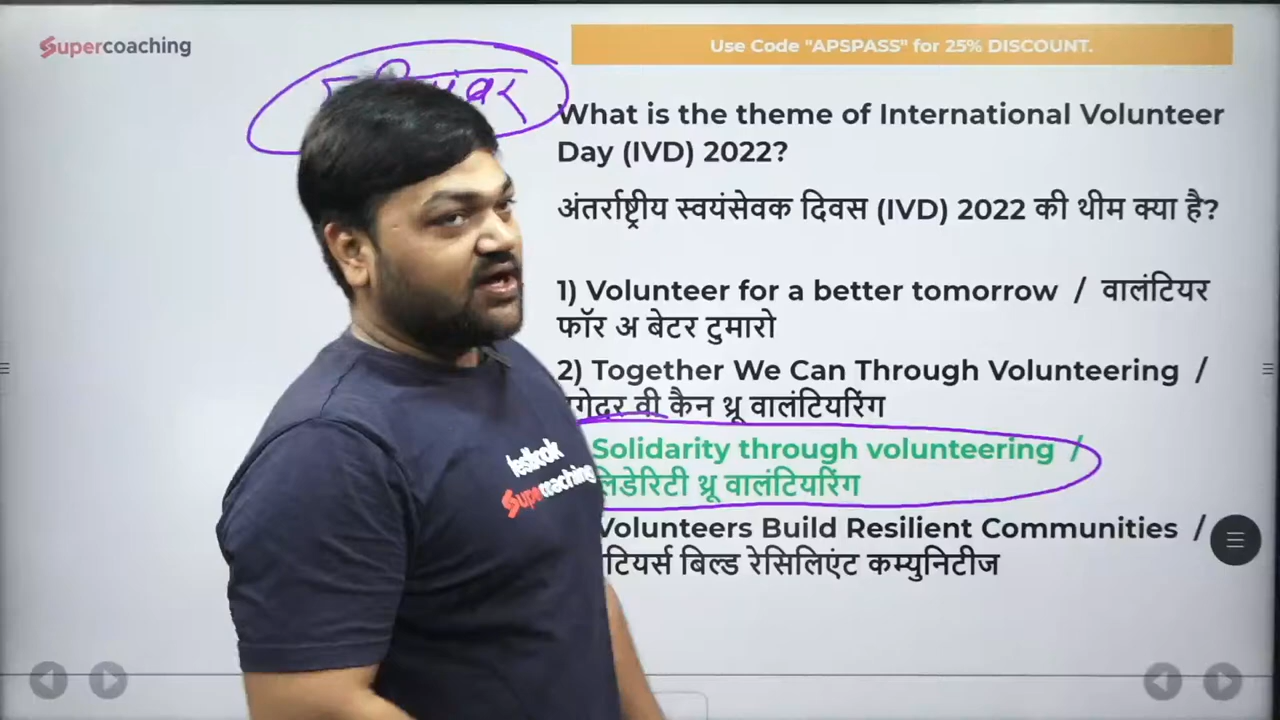 Supercoaching
Use Code "APSPASS" for 25% DISCOUNT.
What is the theme of International Volunteer
Day (IVD) 2022?
अंतर्राष्ट्रीय स्वयंसेवक दिवस (IVD) 2022 की थीम क्या है?
1) Volunteer for a better tomorrow / वालंटियर
फॉर अ बेटर टुमारो
2) Together We Can Through Volunteering /
वी कैन थ्रू वालंटियरिंग
Solidarity through volunteering /
थ्रू वालंटियरिंग
Volunteers Build Resilient Communities /
बिल्ड रेसिलिएंट कम्युनिटीज
testbook
Supercoaching